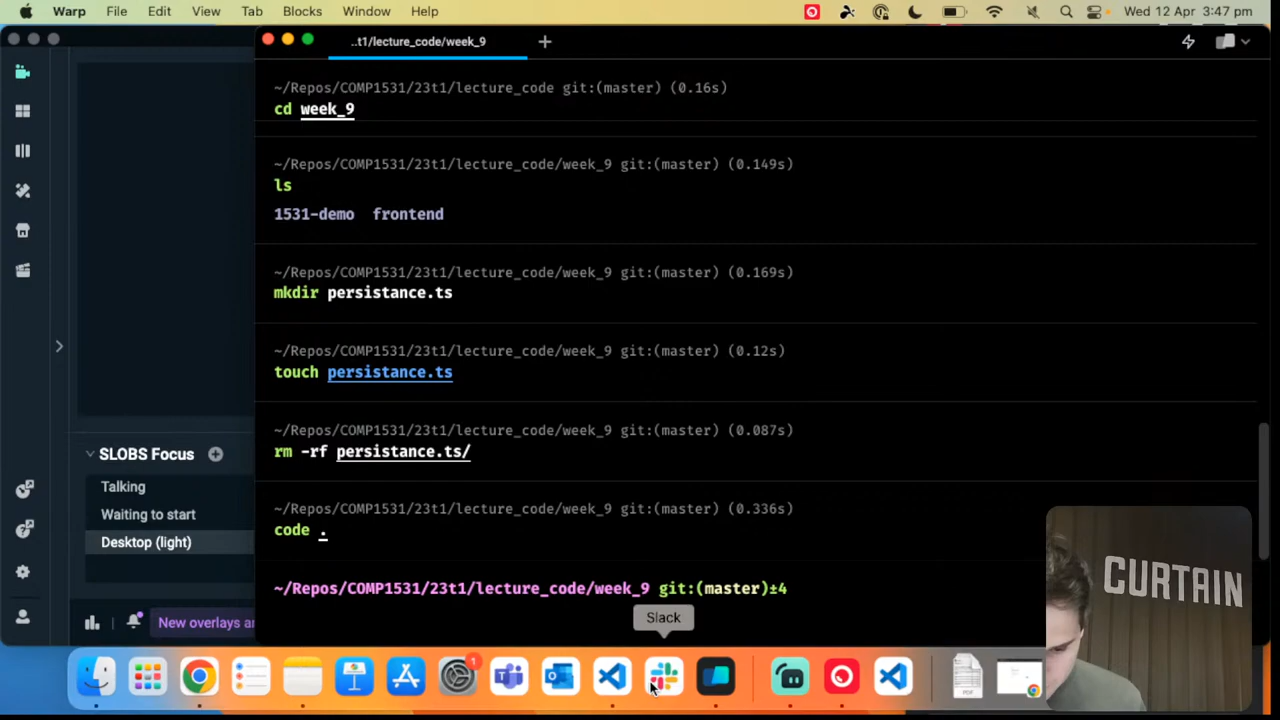 Warp File Edit View Tab Blocks Window Help Wed 12 Apr 3:47 pm
..t1/lecture_code/week_9
~/Repos/COMP1531/23t1/lecture_code git:(master) (0.16s)
cd week_9
~/Repos/COMP1531/23t1/lecture_code/week_9 git:(master) (0.149s)
ls
1531-demo frontend
~/Repos/COMP1531/23t1/lecture_code/week_9 git:(master) (0.169s)
mkdir persistance.ts
~/Repos/COMP1531/23t1/lecture_code/week_9 git:(master) (0.12s)
touch persistance.ts
~/Repos/COMP1531/23t1/lecture_code/week_9 git:(master) (0.087s)
rm -rf persistance.ts/
~/Repos/COMP1531/23t1/lecture_code/week_9 git:(master) (0.336s)
code .
~/Repos/COMP1531/23t1/lecture_code/week_9 git:(master)±4
SLOBS Focus
Talking
Waiting to start
Desktop (light)
New overlays
Slack
1
PDF
CURTAIN